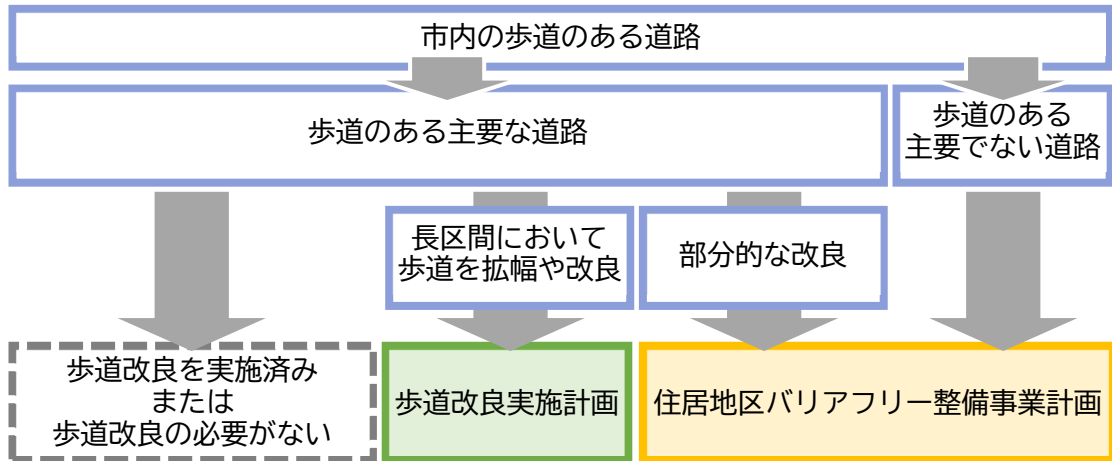 市内の歩道のある道路
歩道のある主要な道路
歩道のある
主要でない道路
長区間において
歩道を拡幅や改良
部分的な改良
歩道改良を実施済み
または
歩道改良の必要がない
歩道改良実施計画
住居地区バリアフリー整備事業計画